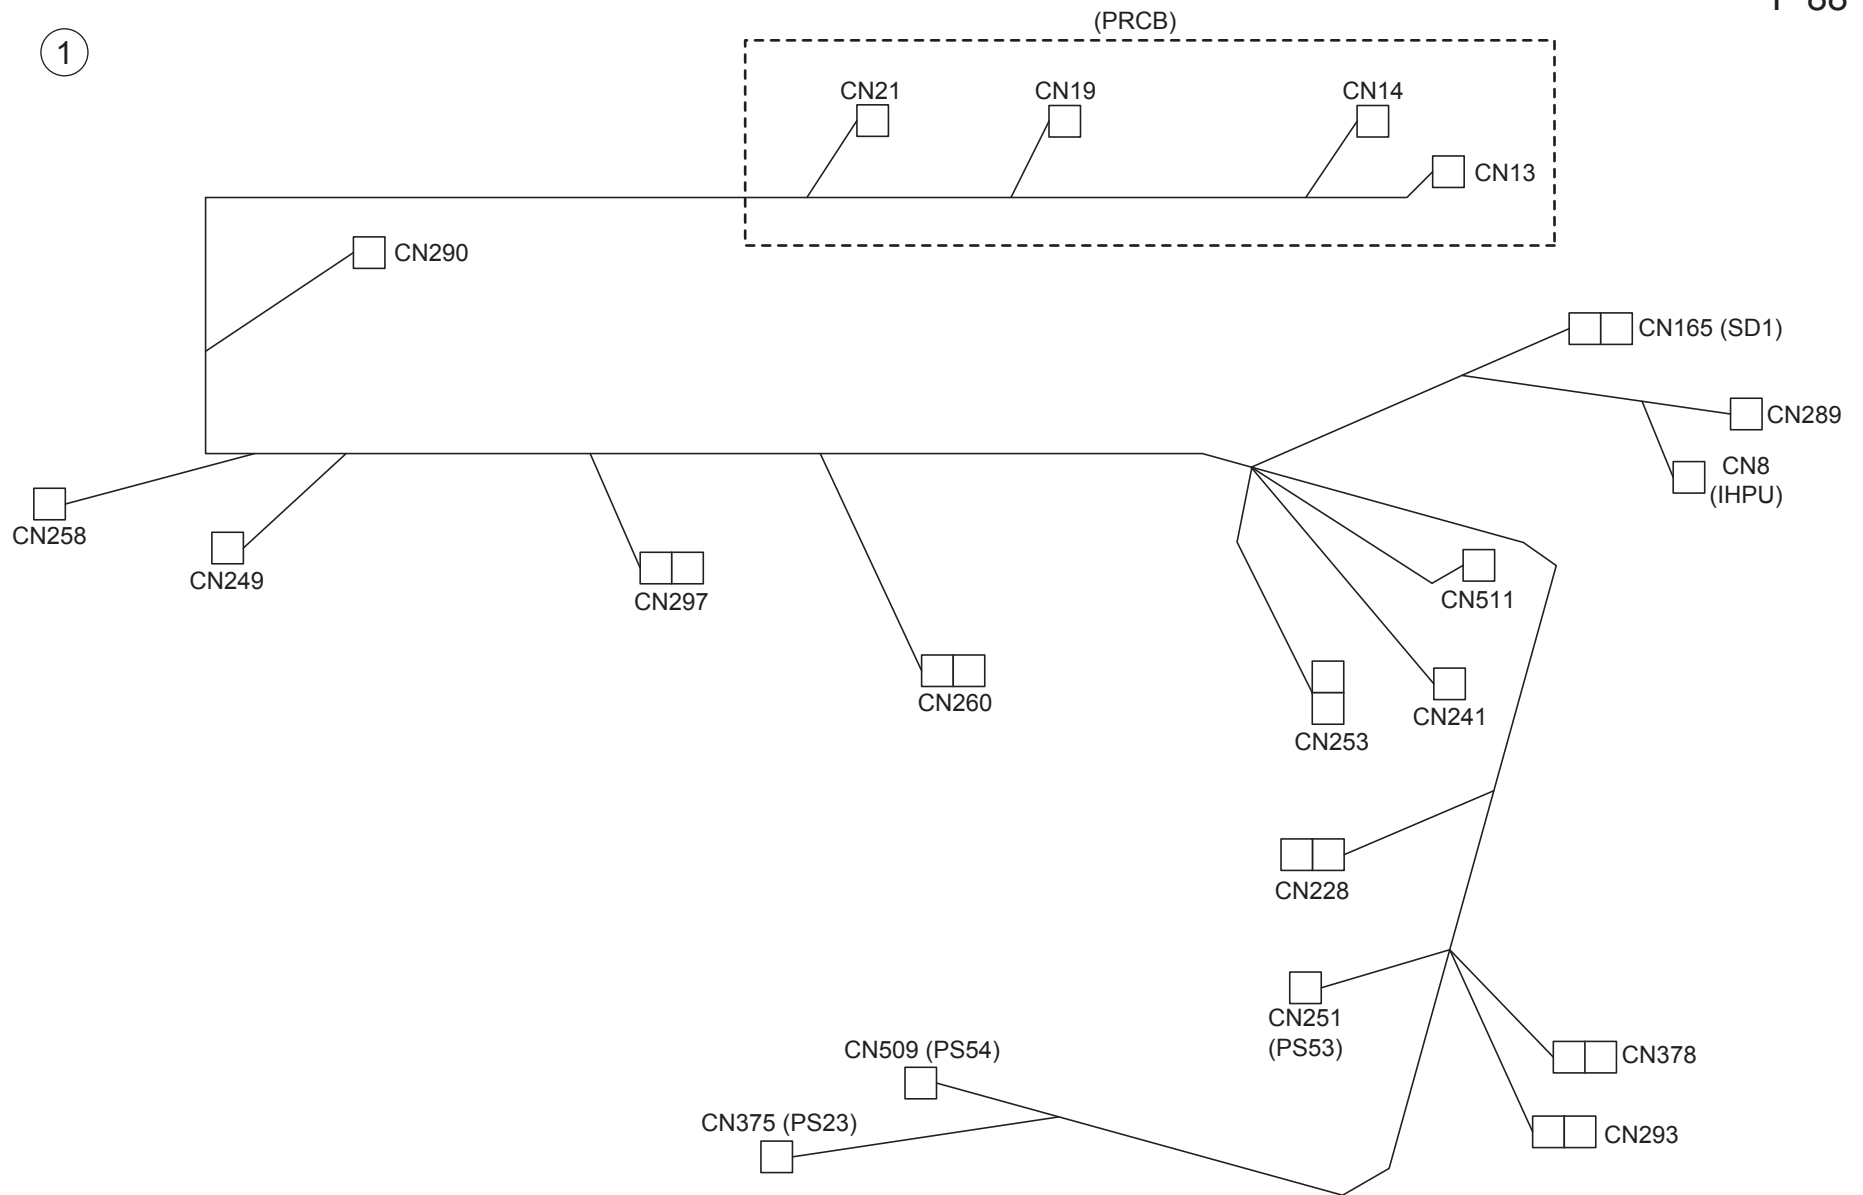 (PRCB)
1
CN21
CN19
CN14
CN13
CN290
CN165 (SD1)
CN289
CN8
(IHPU)
CN258
CN249
CN297
CN511
CN260
CN241
CN253
CN228
CN251
(PS53)
CN509 (PS54)
CN378
CN375 (PS23)
CN293